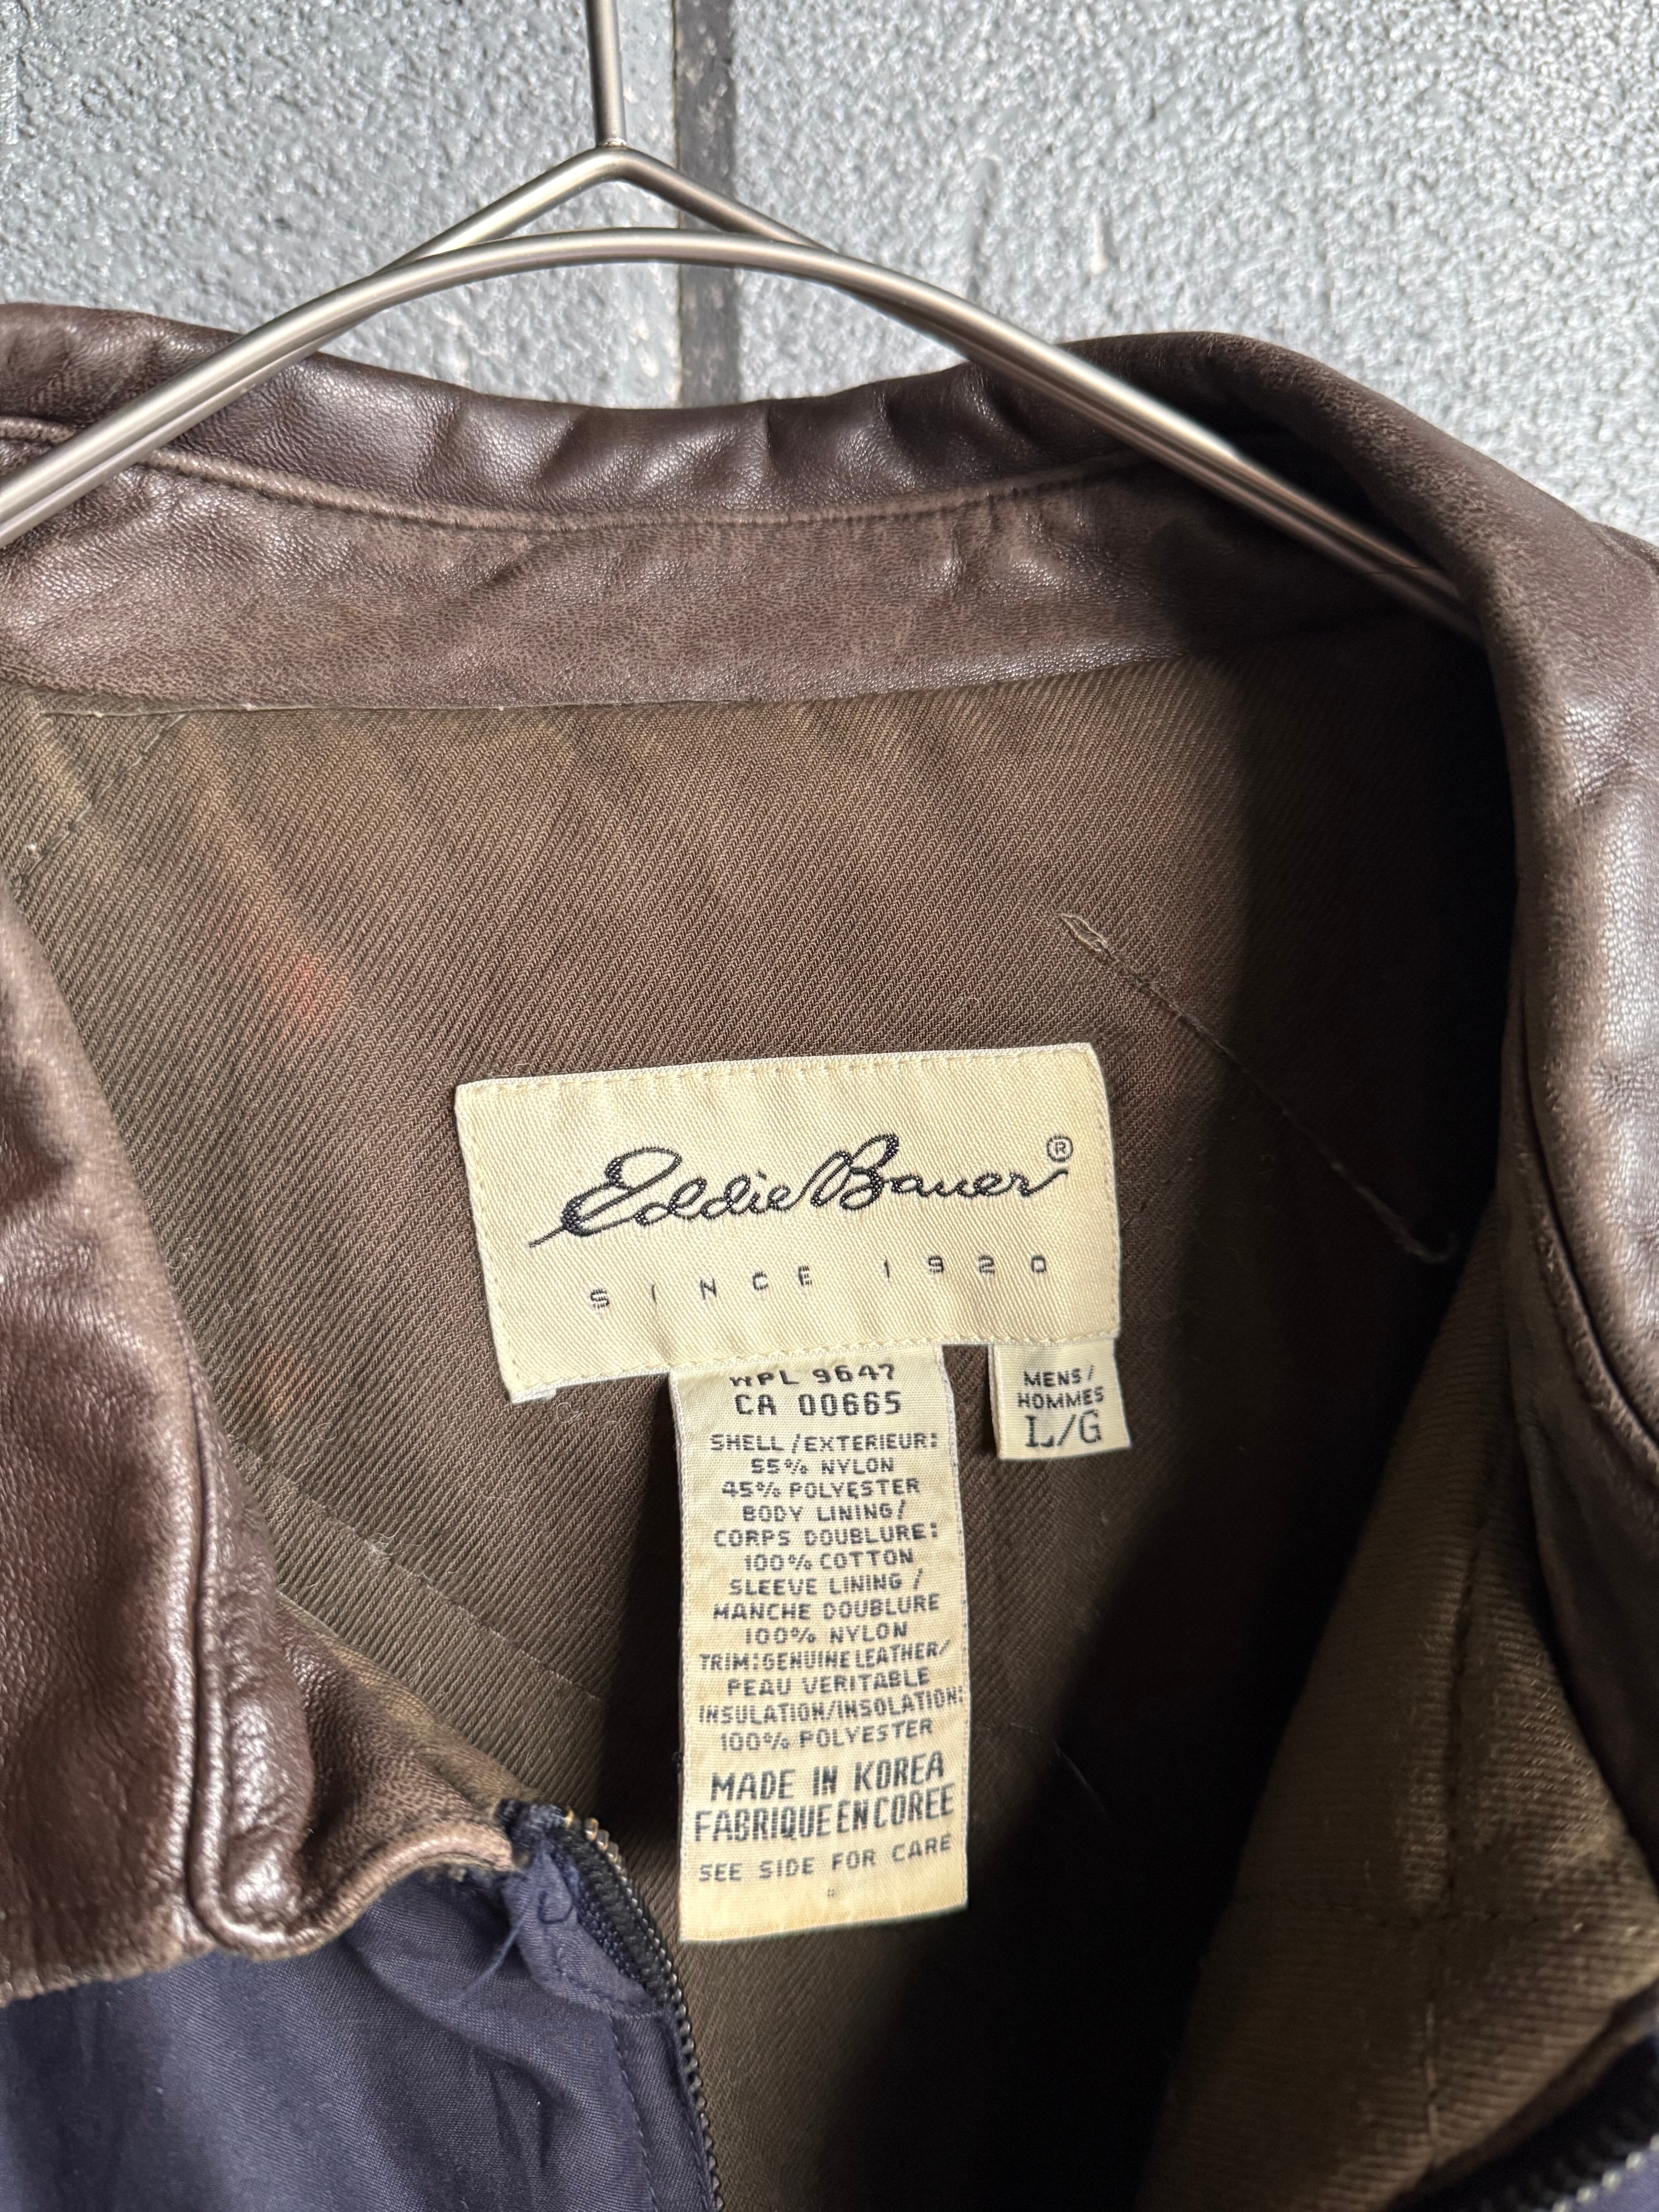 Eddie Bauer®
SINCE 1920
WPL 9647
CA 00665
SHELL/EXTERIEUR:
55% NYLON
45% POLYESTER
BODY LINING/
CORPS DOUBLURE:
100% COTTON
SLEEVE LINING/
MANCHE DOUBLURE
100% NYLON
TRIM:GENUINE LEATHER/
PEAU VERITABLE
INSULATION/INSOLATION:
100% POLYESTER
MADE IN KOREA
FABRIQUE EN COREE
SEE SIDE FOR CARE
MENS/
HOMMES
L/G